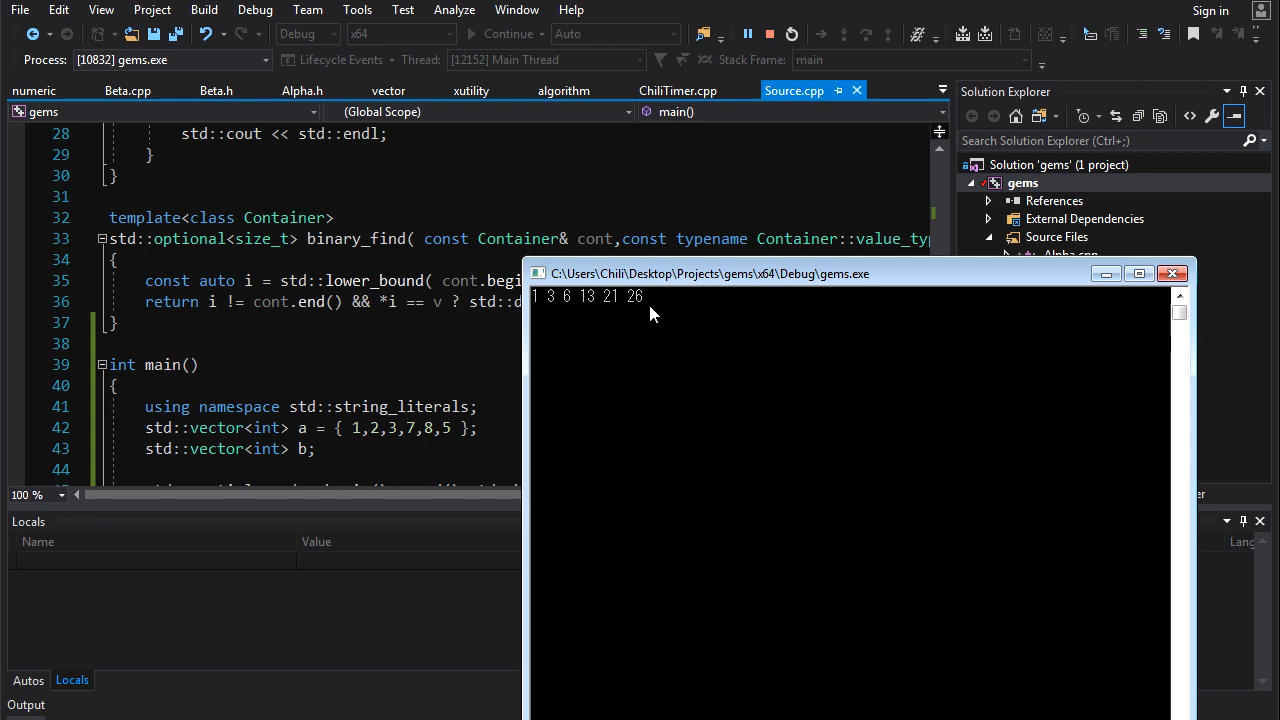 File Edit View Project Build Debug Team Tools Test Analyze Window Help Sign in
Debug x64 Continue Auto
Process: [10832] gems.exe Lifecycle Events Thread: [12152] Main Thread Stack Frame: main
numeric Beta.cpp Beta.h Alpha.h vector xutility algorithm ChiliTimer.cpp Source.cpp
gems (Global Scope) main()
28 std::cout << std::endl;
29 }
30 }
31
32 template<class Container>
33 std::optional<size_t> binary_find( const Container& cont,const typename Container::value_typ
34 {
35 const auto i = std::lower_bound( cont.begi
36 return i != cont.end() && *i == v ? std::d
37 }
38
39 int main()
40 {
41 using namespace std::string_literals;
42 std::vector<int> a = { 1,2,3,7,8,5 };
43 std::vector<int> b;
44
100 %
Solution Explorer
Search Solution Explorer (Ctrl+;)
Solution 'gems' (1 project)
gems
References
External Dependencies
Source Files
C:\Users\Chili\Desktop\Projects\gems\x64\Debug\gems.exe
1 3 6 13 21 26
Locals
Name Value
Lang
Autos Locals
Output